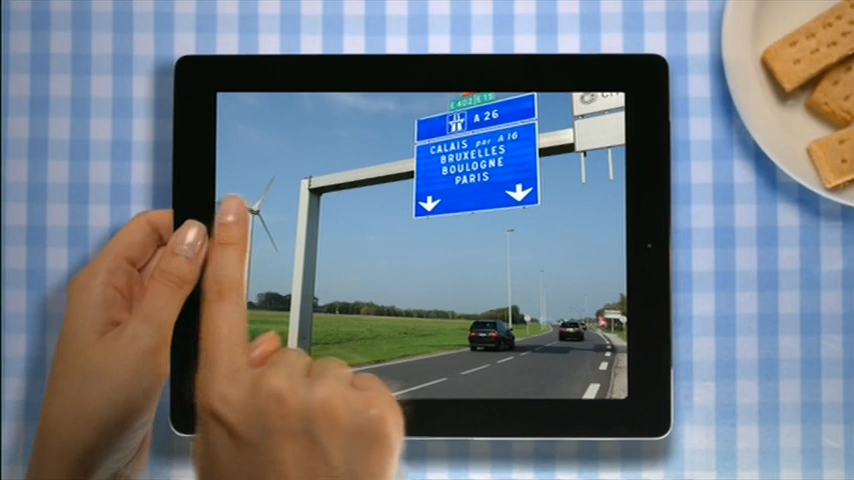 E 402 E 15
A 26
CALAIS par A 16
BRUXELLES
BOULOGNE
PARIS